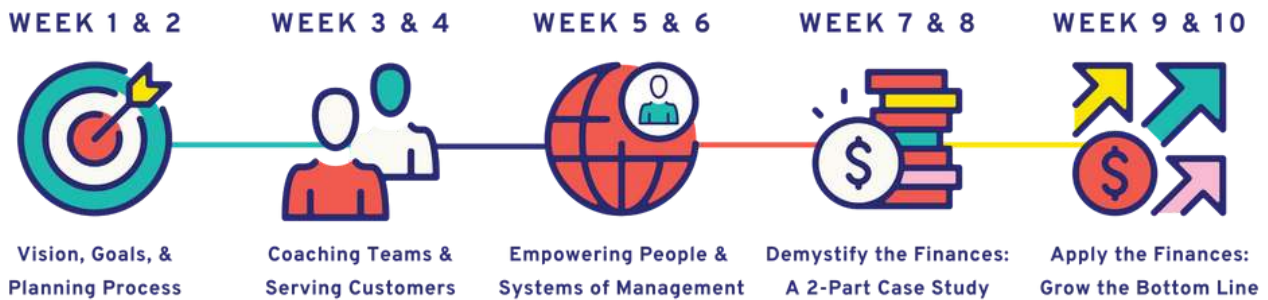 WEEK 1 & 2
WEEK 3 & 4
WEEK 5 & 6
WEEK 7 & 8
WEEK 9 & 10
$
$
Vision, Goals, &
Planning Process
Coaching Teams &
Serving Customers
Empowering People &
Systems of Management
Demystify the Finances:
A 2-Part Case Study
Apply the Finances:
Grow the Bottom Line